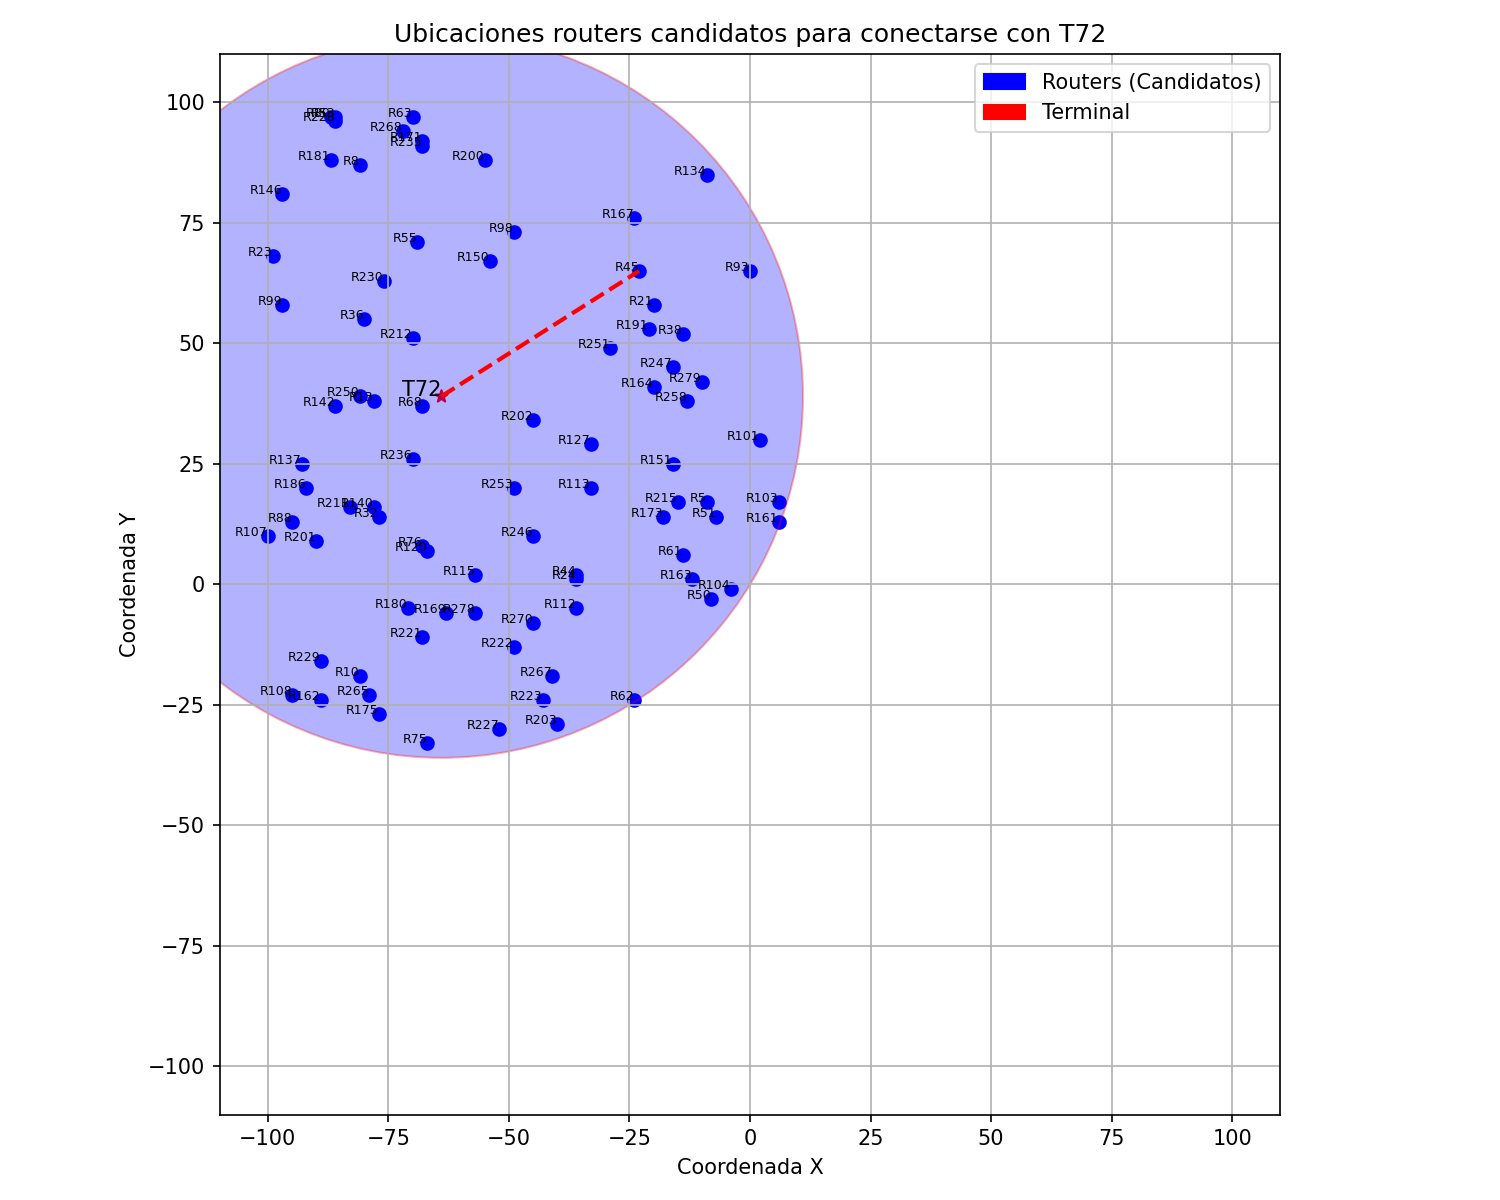 Ubicaciones routers candidatos para conectarse con T72
Routers (Candidatos)
Terminal
R63
R268
R181
R8
R200
R134
R146
R167
R98
R55
R23
R150
R45
R93
R230
R99
R21
R36
R191
R38
R212
R251
R247
R279
R164
T72
R142
R68
R258
R202
R101
R127
R236
R137
R151
R186
R253
R113
R215
R5
R103
R32
R173
R51
R161
R88
R107
R201
R246
R76
R120
R61
R115
R44
R24
R163
R104
R50
R180
R169
R278
R112
R270
R221
R222
R229
R10
R267
R108
R162
R265
R223
R62
R175
R203
R227
R75
100
75
50
25
0
−25
−50
−75
−100
Coordenada Y
−100
−75
−50
−25
0
25
50
75
100
Coordenada X